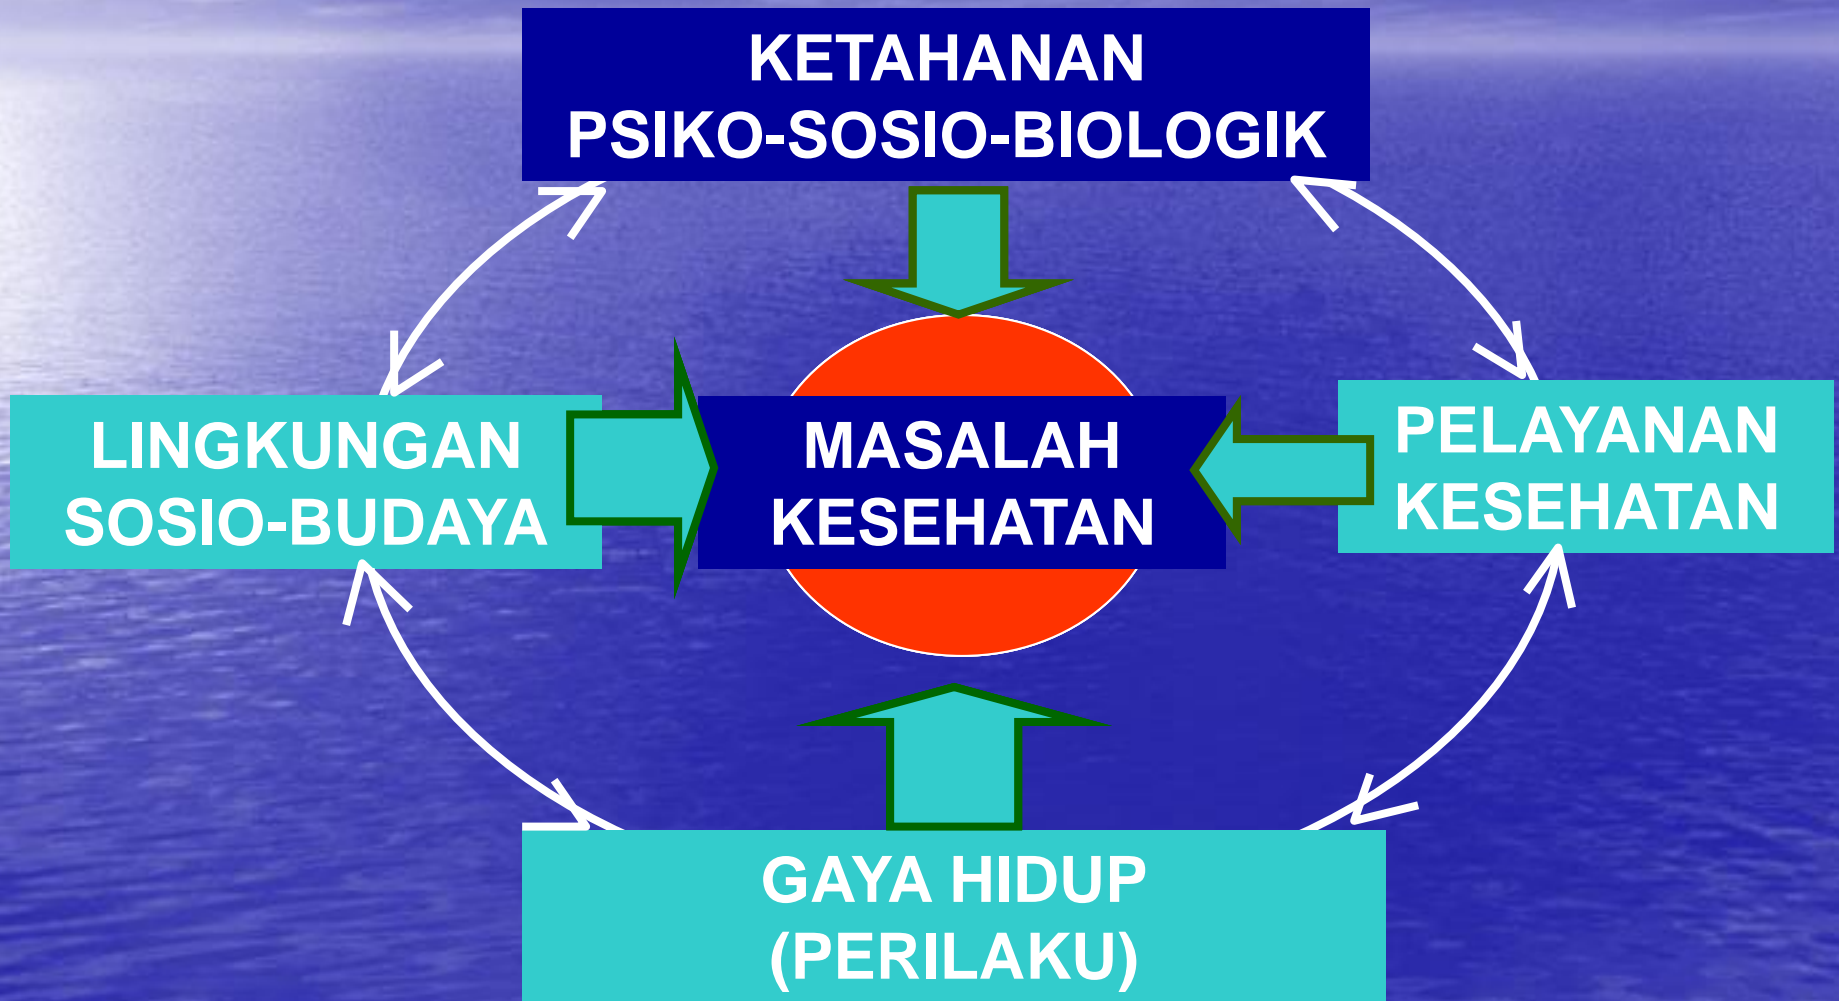 KETAHANAN
PSIKO-SOSIO-BIOLOGIK
LINGKUNGAN
SOSIO-BUDAYA
MASALAH
KESEHATAN
PELAYANAN
KESEHATAN
GAYA HIDUP
(PERILAKU)